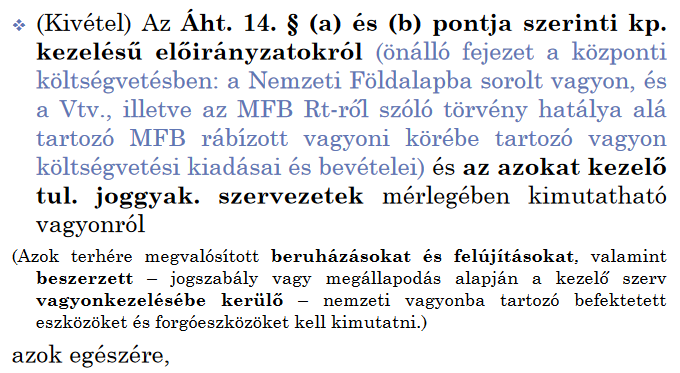 ❖ (Kivétel) Az Áht. 14. § (a) és (b) pontja szerinti kp.
kezelésű előirányzatokról (önálló fejezet a központi
költségvetésben: a Nemzeti Földalapba sorolt vagyon, és
a Vtv., illetve az MFB Rt-ről szóló törvény hatálya alá
tartozó MFB rábízott vagyoni körébe tartozó vagyon
költségvetési kiadásai és bevételei) és az azokat kezelő
tul. joggyak. szervezetek mérlegében kimutatható
vagyonról
(Azok terhére megvalósított beruházásokat és felújításokat, valamint
beszerzett – jogszabály vagy megállapodás alapján a kezelő szerv
vagyonkezelésébe kerülő – nemzeti vagyonba tartozó befektetett
eszközöket és forgóeszközöket kell kimutatni.)
azok egészére,